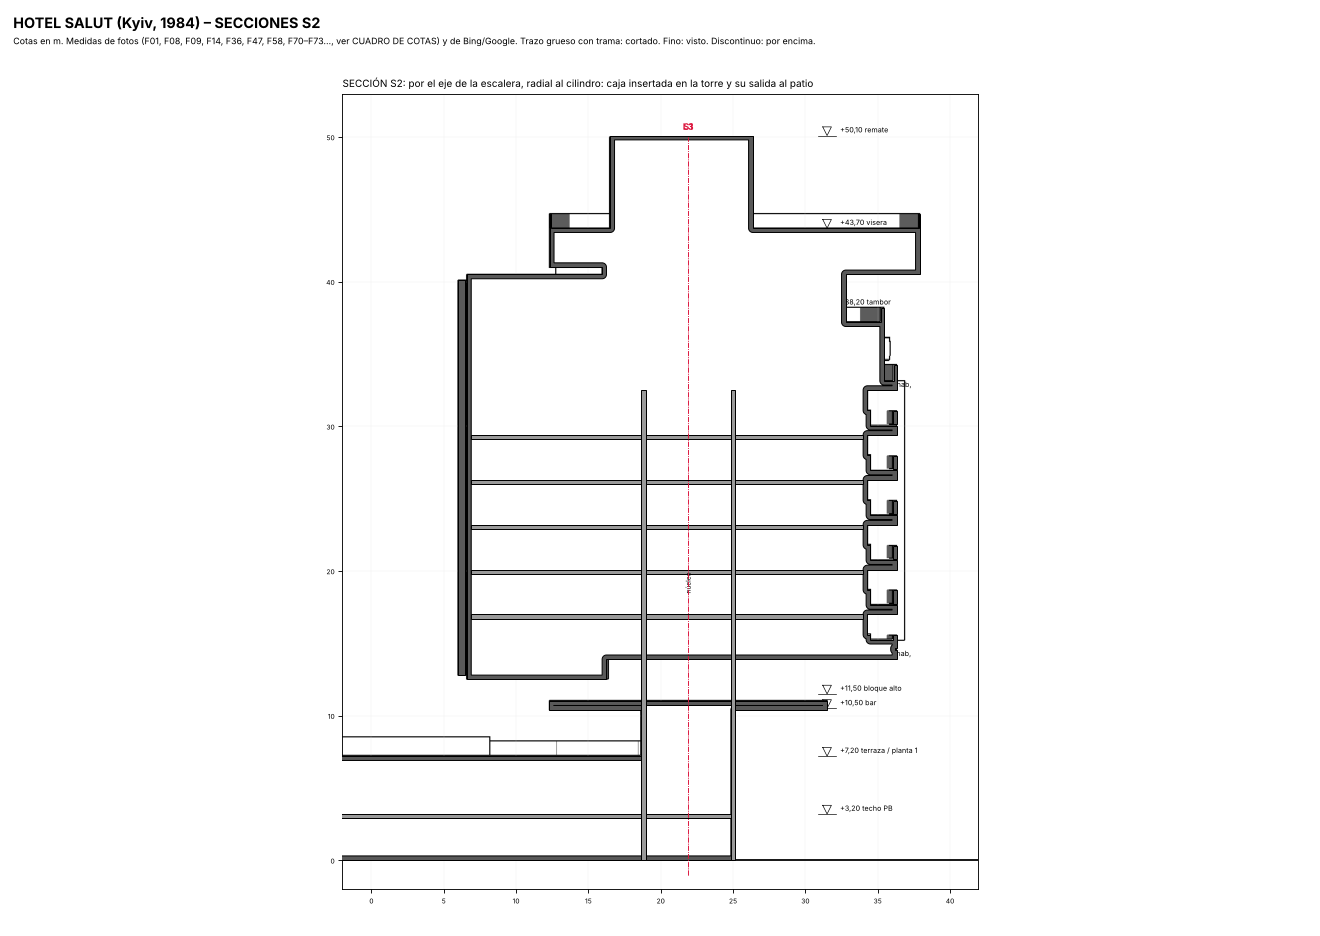 HOTEL SALUT (Kyiv, 1984) – SECCIONES S2
Cotas en m. Medidas de fotos (F01, F08, F09, F14, F36, F47, F58, F70–F73..., ver CUADRO DE COTAS) y de Bing/Google. Trazo grueso con trama: cortado. Fino: visto. Discontinuo: por encima.
SECCIÓN S2: por el eje de la escalera, radial al cilindro: caja insertada en la torre y su salida al patio
50
+50,10 remate
+43,70 visera
40
38,20 tambor
30
20
núcleo
+11,50 bloque alto
10
+10,50 bar
+7,20 terraza / planta 1
+3,20 techo PB
0
0 5 10 15 20 25 30 35 40